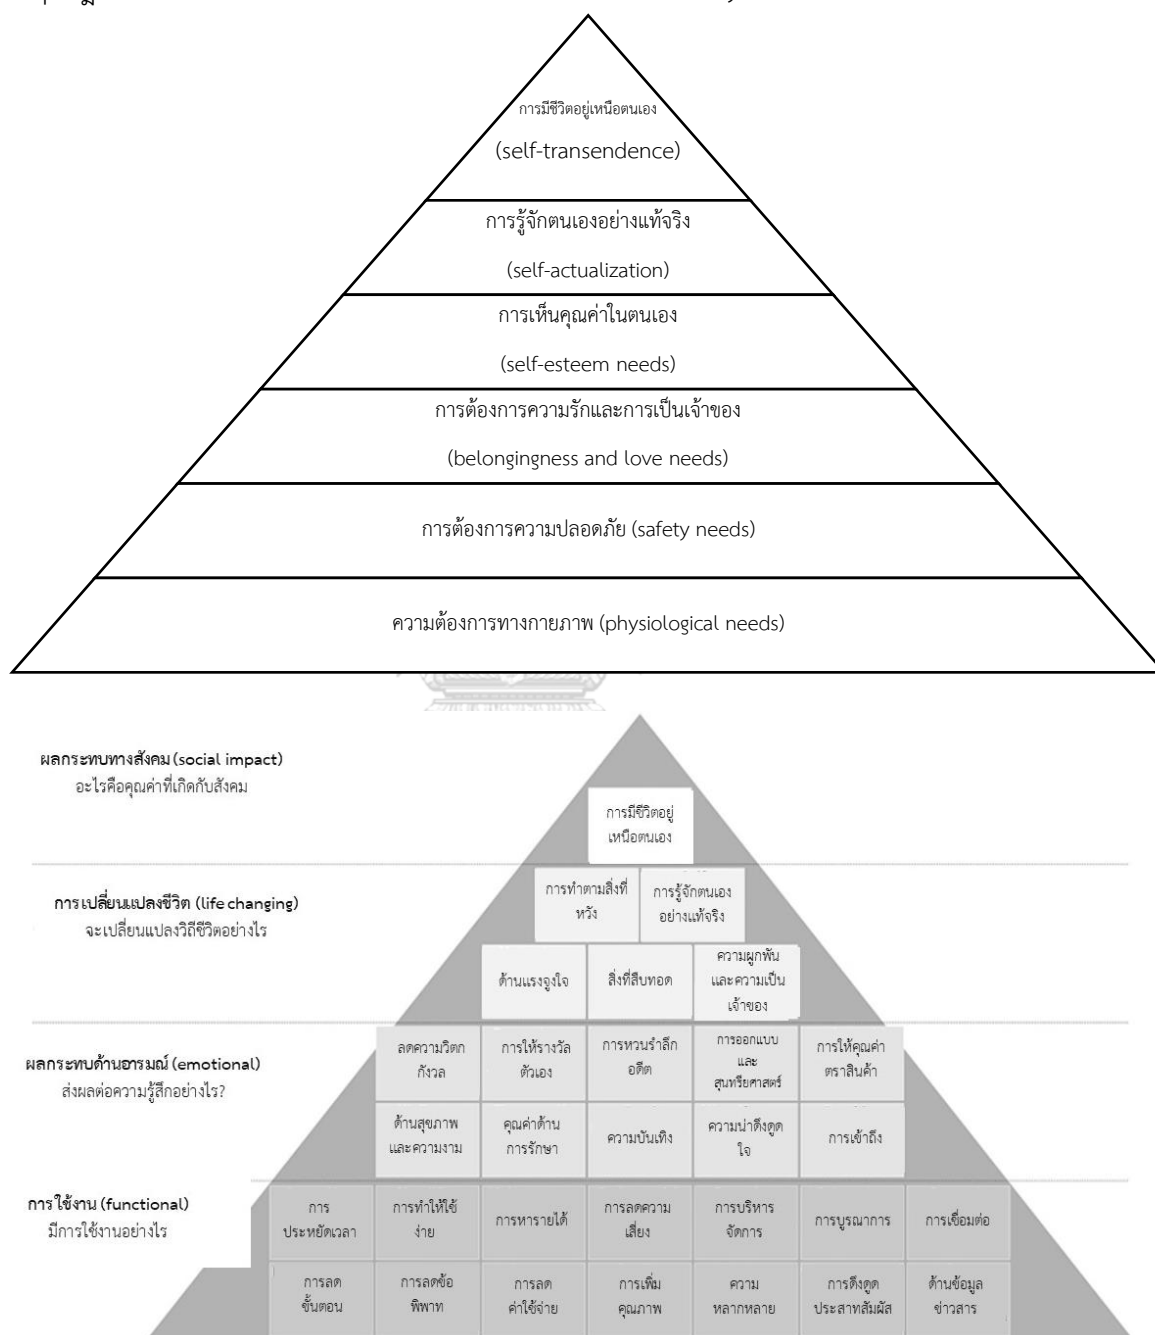 การมีชีวิตอยู่เหนือตนเอง
(self-transendence)
การรู้จักตนเองอย่างแท้จริง
(self-actualization)
การเห็นคุณค่าในตนเอง
(self-esteem needs)
การต้องการความรักและการเป็นเจ้าของ
(belongingness and love needs)
การต้องการความปลอดภัย (safety needs)
ความต้องการทางกายภาพ (physiological needs)
ผลกระทบทางสังคม (social impact)
อะไรคือคุณค่าที่เกิดกับสังคม
การมีชีวิตอยู่
เหนือตนเอง
การเปลี่ยนแปลงชีวิต (life changing)
จะเปลี่ยนแปลงวิถีชีวิตอย่างไร
การทำตามสิ่งที่
หวัง
การรู้จักตนเอง
อย่างแท้จริง
ด้านแรงจูงใจ
สิ่งที่สืบทอด
ความผูกพัน
และความเป็น
เจ้าของ
ผลกระทบด้านอารมณ์ (emotional)
ส่งผลต่อความรู้สึกอย่างไร?
ลดความวิตก
กังวล
การให้รางวัล
ตัวเอง
การหวนรำลึก
อดีต
การออกแบบ
และ
สุนทรียศาสตร์
การให้คุณค่า
ตราสินค้า
ด้านสุขภาพ
และความงาม
คุณค่าด้าน
การรักษา
ความบันเทิง
ความน่าดึงดูด
ใจ
การเข้าถึง
การใช้งาน (functional)
มีการใช้งานอย่างไร
การ
ประหยัดเวลา
การทำให้ใช้
ง่าย
การหารายได้
การลดความ
เสี่ยง
การบริหาร
จัดการ
การบูรณาการ
การเชื่อมต่อ
การลด
ขั้นตอน
การลดข้อ
พิพาท
การลด
ค่าใช้จ่าย
การเพิ่ม
คุณภาพ
ความ
หลากหลาย
การดึงดูด
ประสาทสัมผัส
ด้านข้อมูล
ข่าวสาร